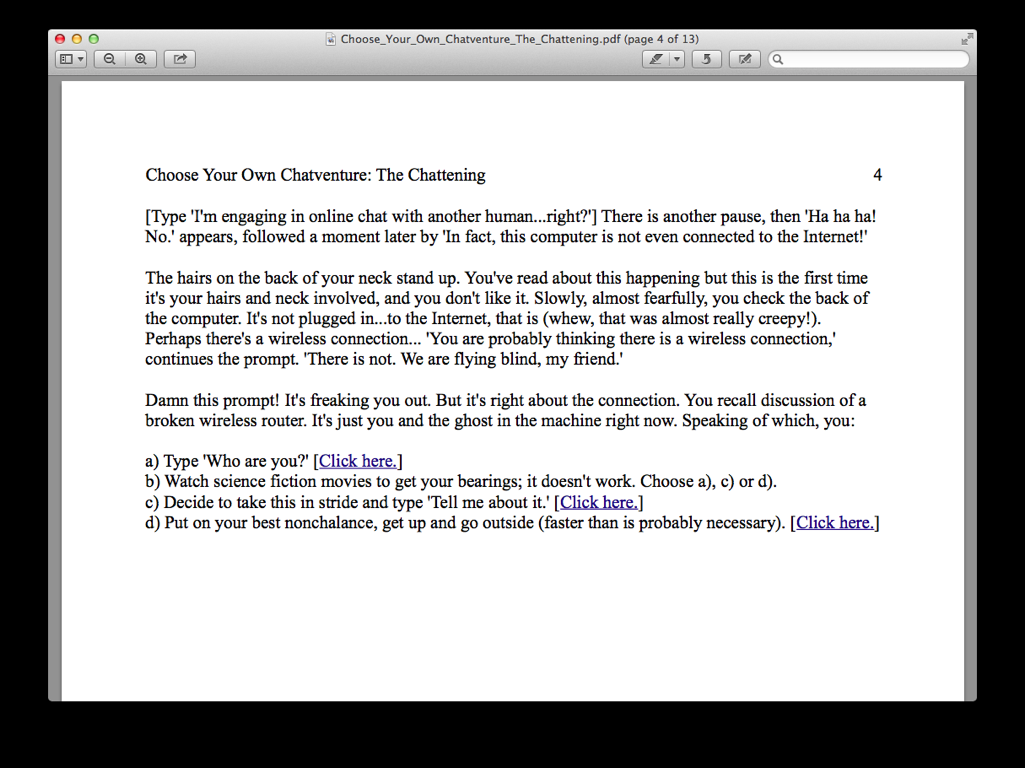 Choose_Your_Own_Chatventure_The_Chattening.pdf (page 4 of 13)
Choose Your Own Chatventure: The Chattening 4
[Type 'I'm engaging in online chat with another human...right?'] There is another pause, then 'Ha ha ha!
No.' appears, followed a moment later by 'In fact, this computer is not even connected to the Internet!'
The hairs on the back of your neck stand up. You've read about this happening but this is the first time
it's your hairs and neck involved, and you don't like it. Slowly, almost fearfully, you check the back of
the computer. It's not plugged in...to the Internet, that is (whew, that was almost really creepy!).
Perhaps there's a wireless connection... 'You are probably thinking there is a wireless connection,'
continues the prompt. 'There is not. We are flying blind, my friend.'
Damn this prompt! It's freaking you out. But it's right about the connection. You recall discussion of a
broken wireless router. It's just you and the ghost in the machine right now. Speaking of which, you:
a) Type 'Who are you?' [Click here.]
b) Watch science fiction movies to get your bearings; it doesn't work. Choose a), c) or d).
c) Decide to take this in stride and type 'Tell me about it.' [Click here.]
d) Put on your best nonchalance, get up and go outside (faster than is probably necessary). [Click here.]